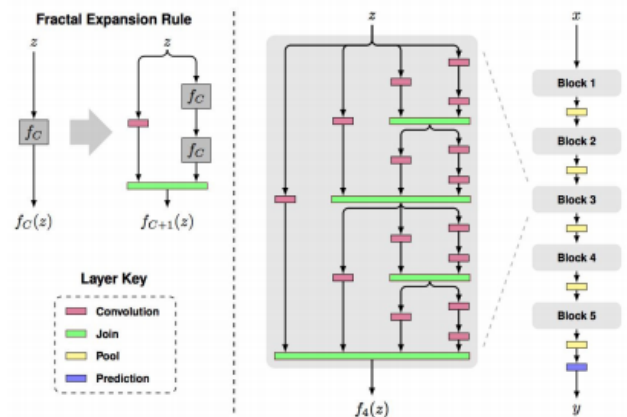 Fractal Expansion Rule
z
z
f_C
f_C
f_C
f_C(z)
f_{C+1}(z)
Layer Key
Convolution
Join
Pool
Prediction
z
f_4(z)
x
Block 1
Block 2
Block 3
Block 4
Block 5
y